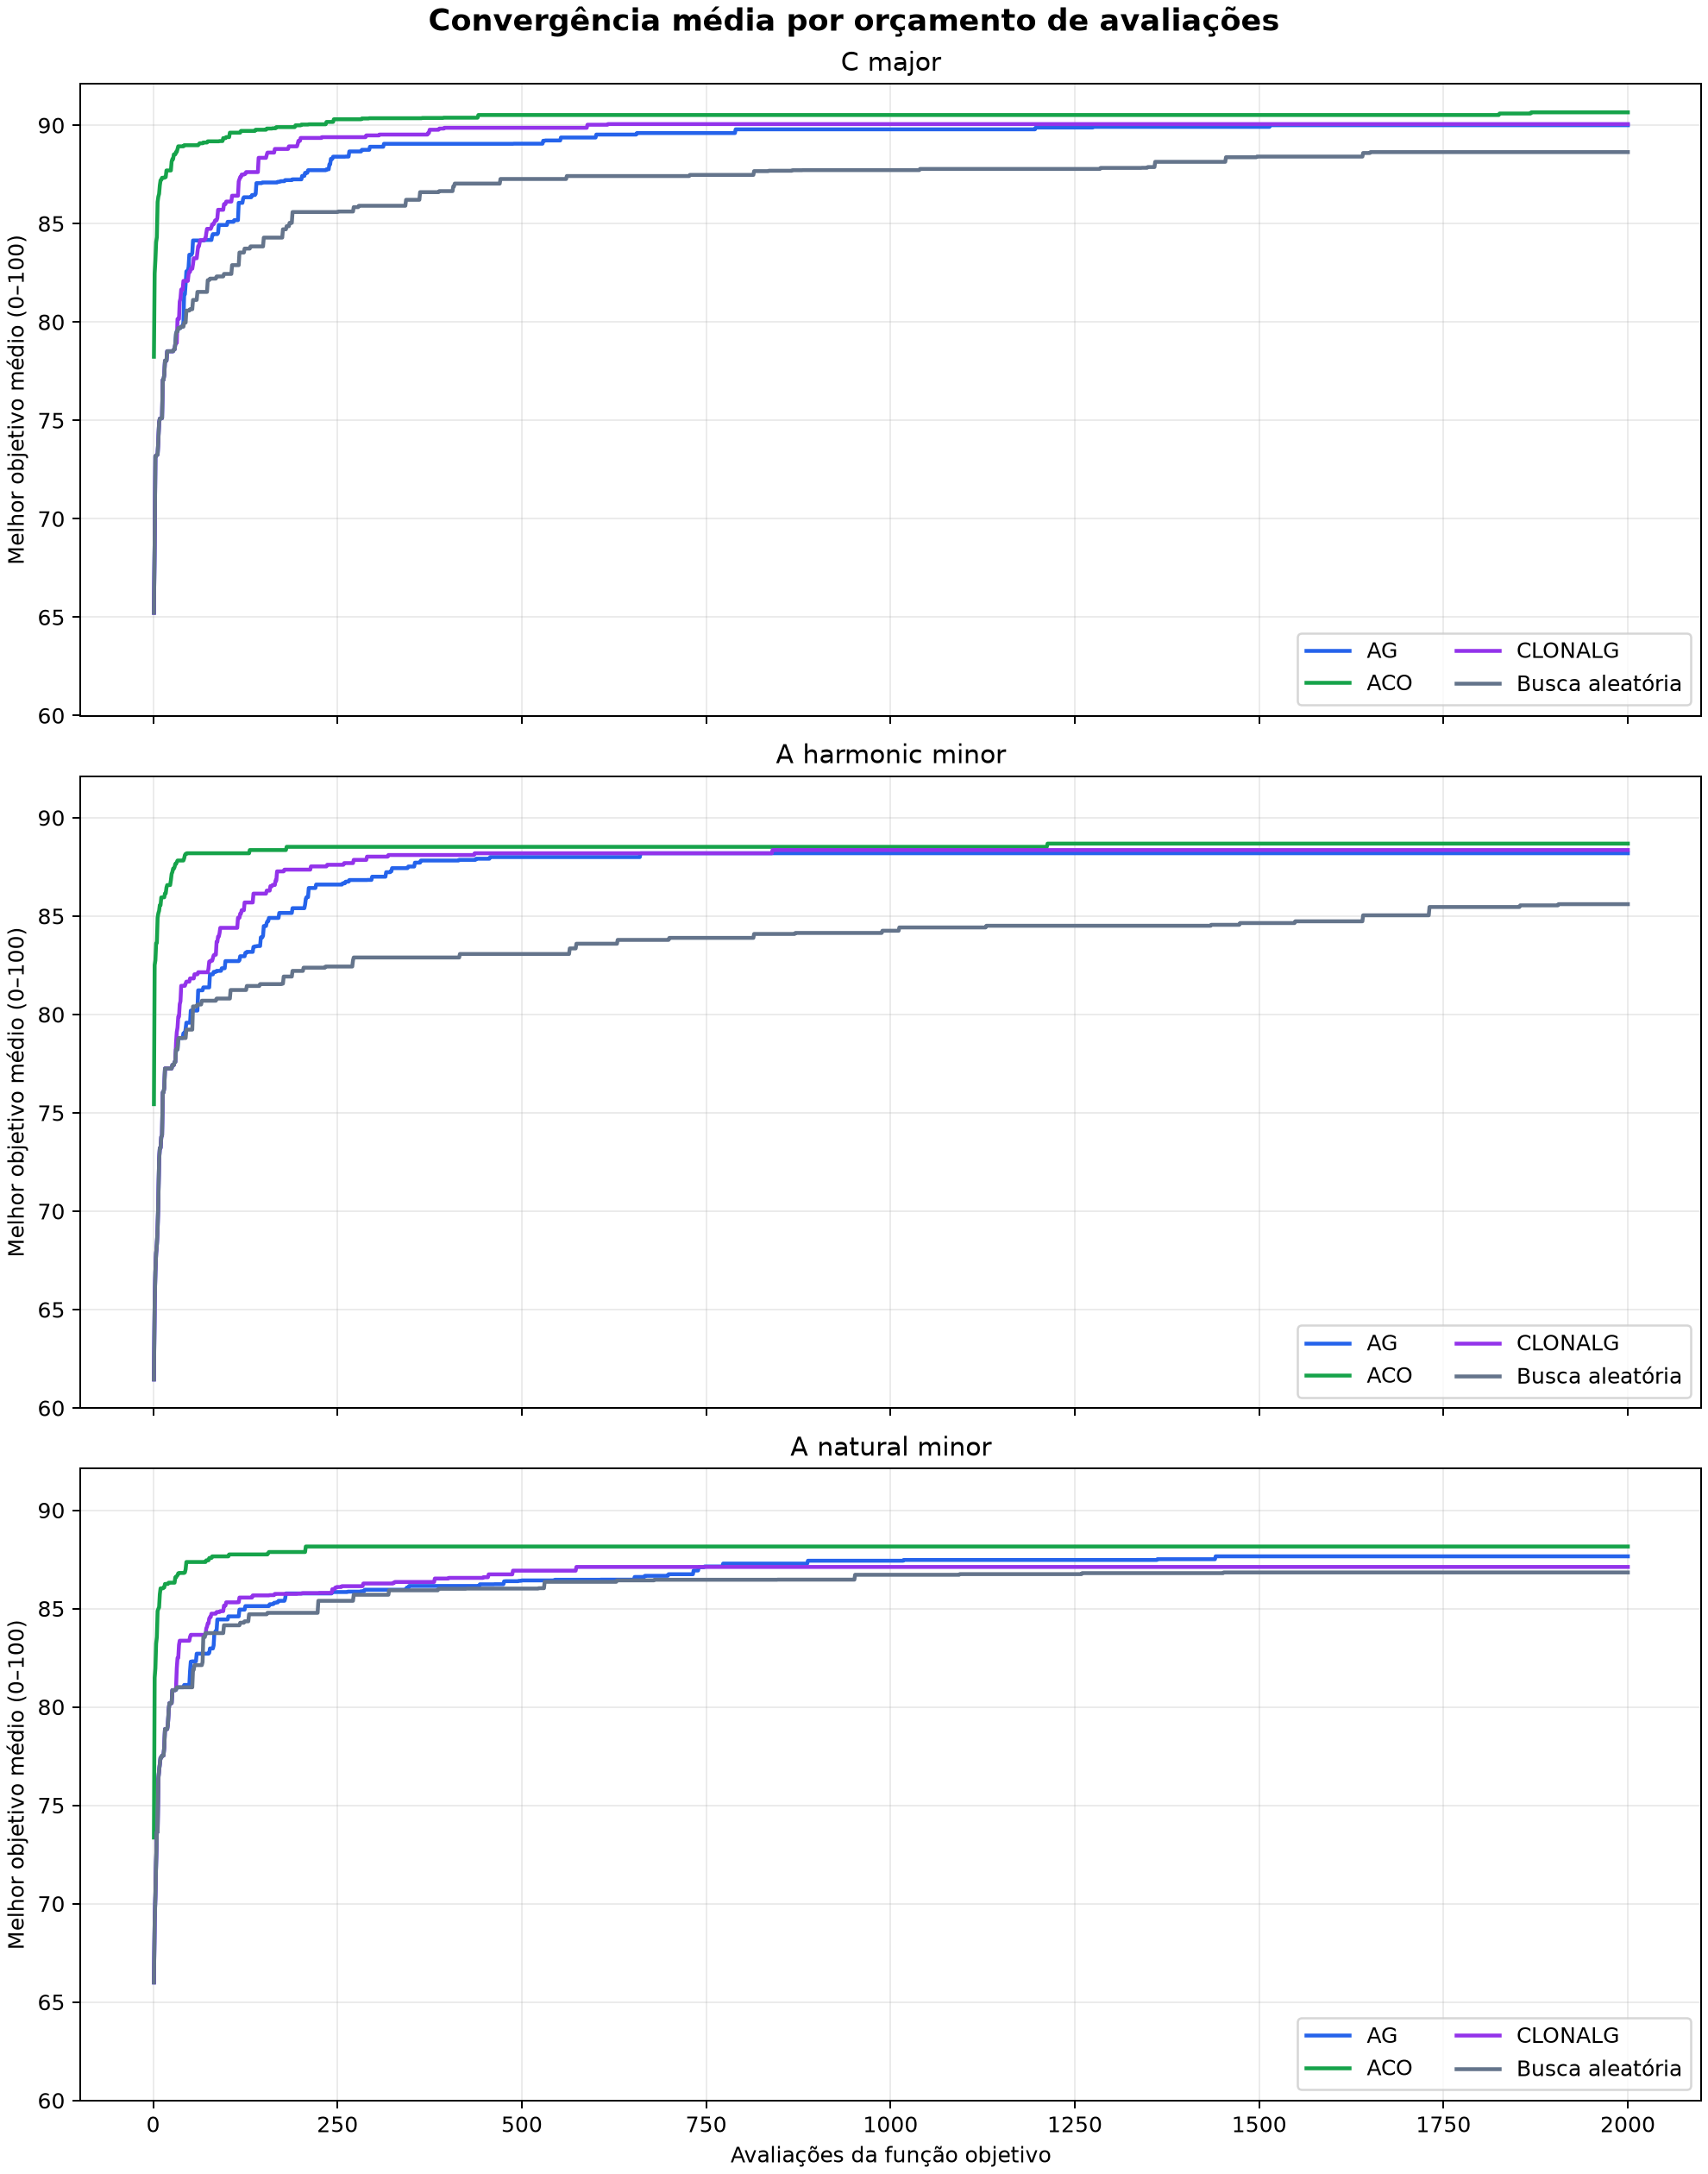 Convergência média por orçamento de avaliações
C major
Melhor objetivo médio (0–100)
90
85
80
75
70
65
60
AG
CLONALG
ACO
Busca aleatória
A harmonic minor
Melhor objetivo médio (0–100)
90
85
80
75
70
65
60
AG
CLONALG
ACO
Busca aleatória
A natural minor
Melhor objetivo médio (0–100)
90
85
80
75
70
65
60
AG
CLONALG
ACO
Busca aleatória
0 250 500 750 1000 1250 1500 1750 2000
Avaliações da função objetivo